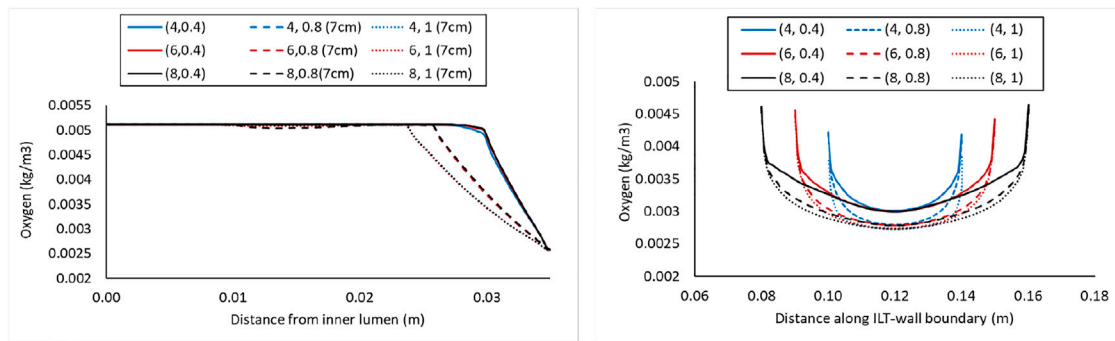 (4,0.4) 4, 0.8 (7cm) 4, 1 (7cm)
(6,0.4) 6,0.8 (7cm) 6, 1 (7cm)
(8,0.4) 8,0.8(7cm) 8, 1 (7cm)
0.0055
0.005
0.0045
0.004
0.0035
0.003
0.0025
0.002
Oxygen (kg/m3)
0.00 0.01 0.02 0.03
Distance from inner lumen (m)
(4, 0.4) (4, 0.8) (4, 1)
(6, 0.4) (6, 0.8) (6, 1)
(8, 0.4) (8, 0.8) (8, 1)
0.005
0.0045
0.004
0.0035
0.003
0.0025
0.002
Oxygen (kg/m3)
0.06 0.08 0.10 0.12 0.14 0.16 0.18
Distance along ILT-wall boundary (m)